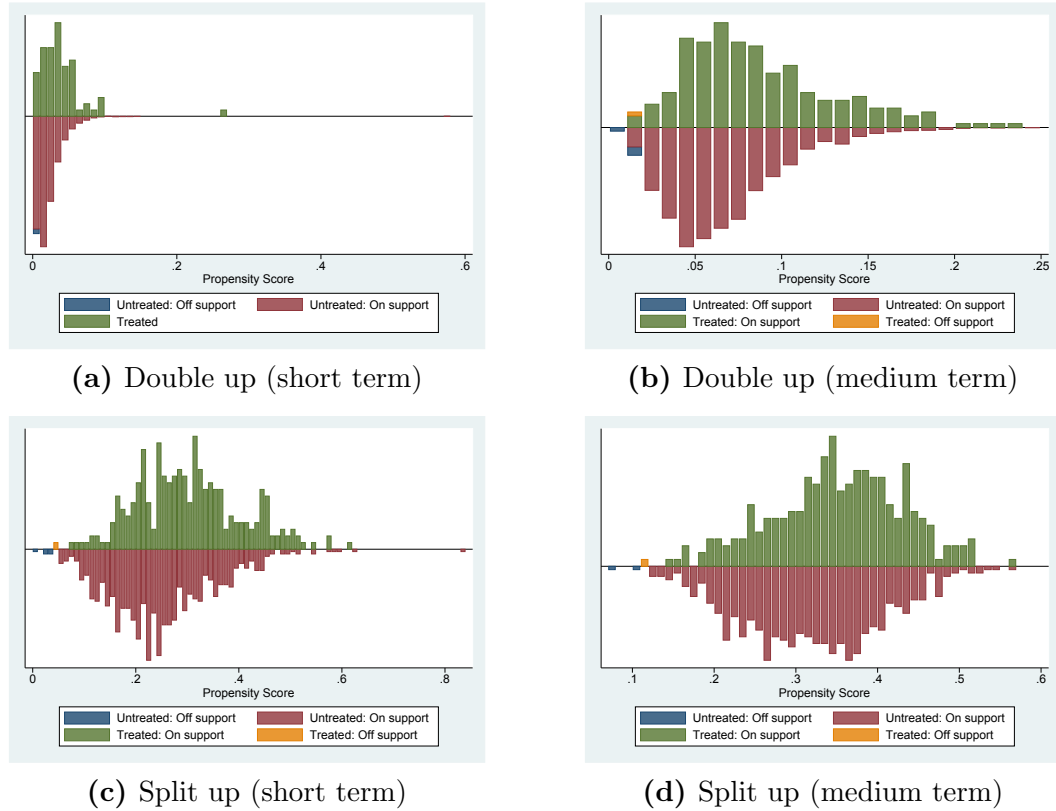 0 .2 .4 .6
Propensity Score
Untreated: Off support Untreated: On support
Treated
(a) Double up (short term)
0 .05 .1 .15 .2 .25
Propensity Score
Untreated: Off support Untreated: On support
Treated: On support Treated: Off support
(b) Double up (medium term)
0 .2 .4 .6 .8
Propensity Score
Untreated: Off support Untreated: On support
Treated: On support Treated: Off support
(c) Split up (short term)
.1 .2 .3 .4 .5 .6
Propensity Score
Untreated: Off support Untreated: On support
Treated: On support Treated: Off support
(d) Split up (medium term)